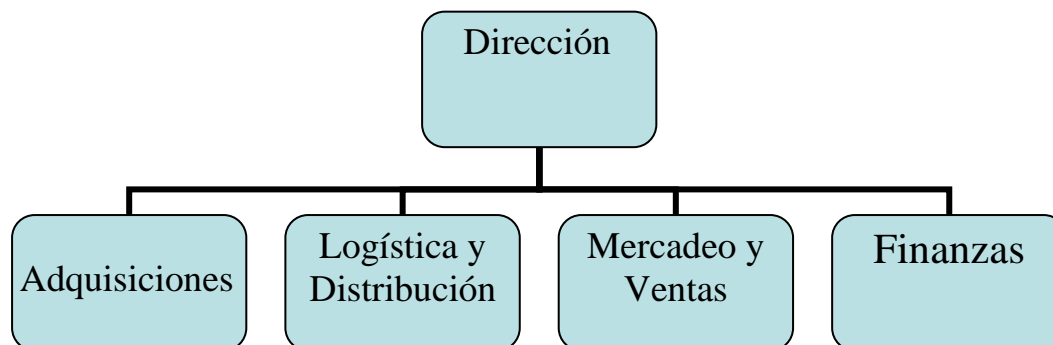 Dirección
Adquisiciones
Logística y
Distribución
Mercadeo y
Ventas
Finanzas